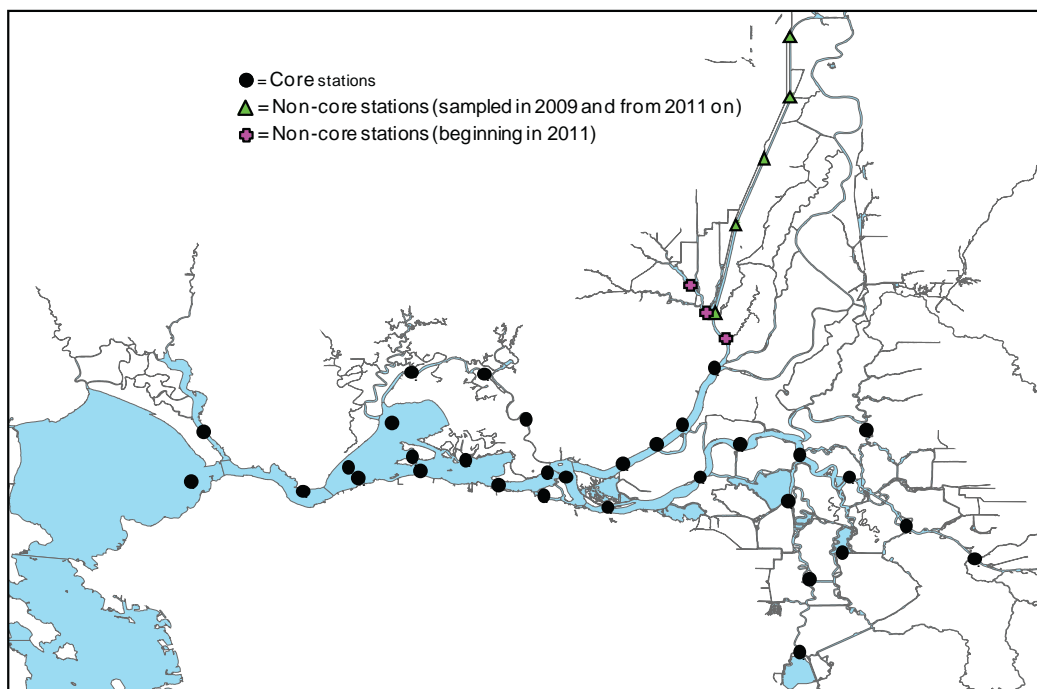 = Core stations
= Non-core stations (sampled in 2009 and from 2011 on)
= Non-core stations (beginning in 2011)